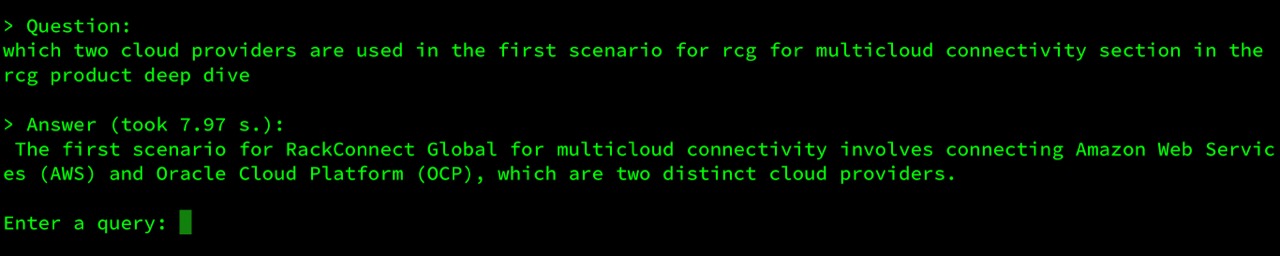 > Question:
which two cloud providers are used in the first scenario for rcg for multicloud connectivity section in the
rcg product deep dive
> Answer (took 7.97 s.):
The first scenario for RackConnect Global for multicloud connectivity involves connecting Amazon Web Servic
es (AWS) and Oracle Cloud Platform (OCP), which are two distinct cloud providers.
Enter a query: